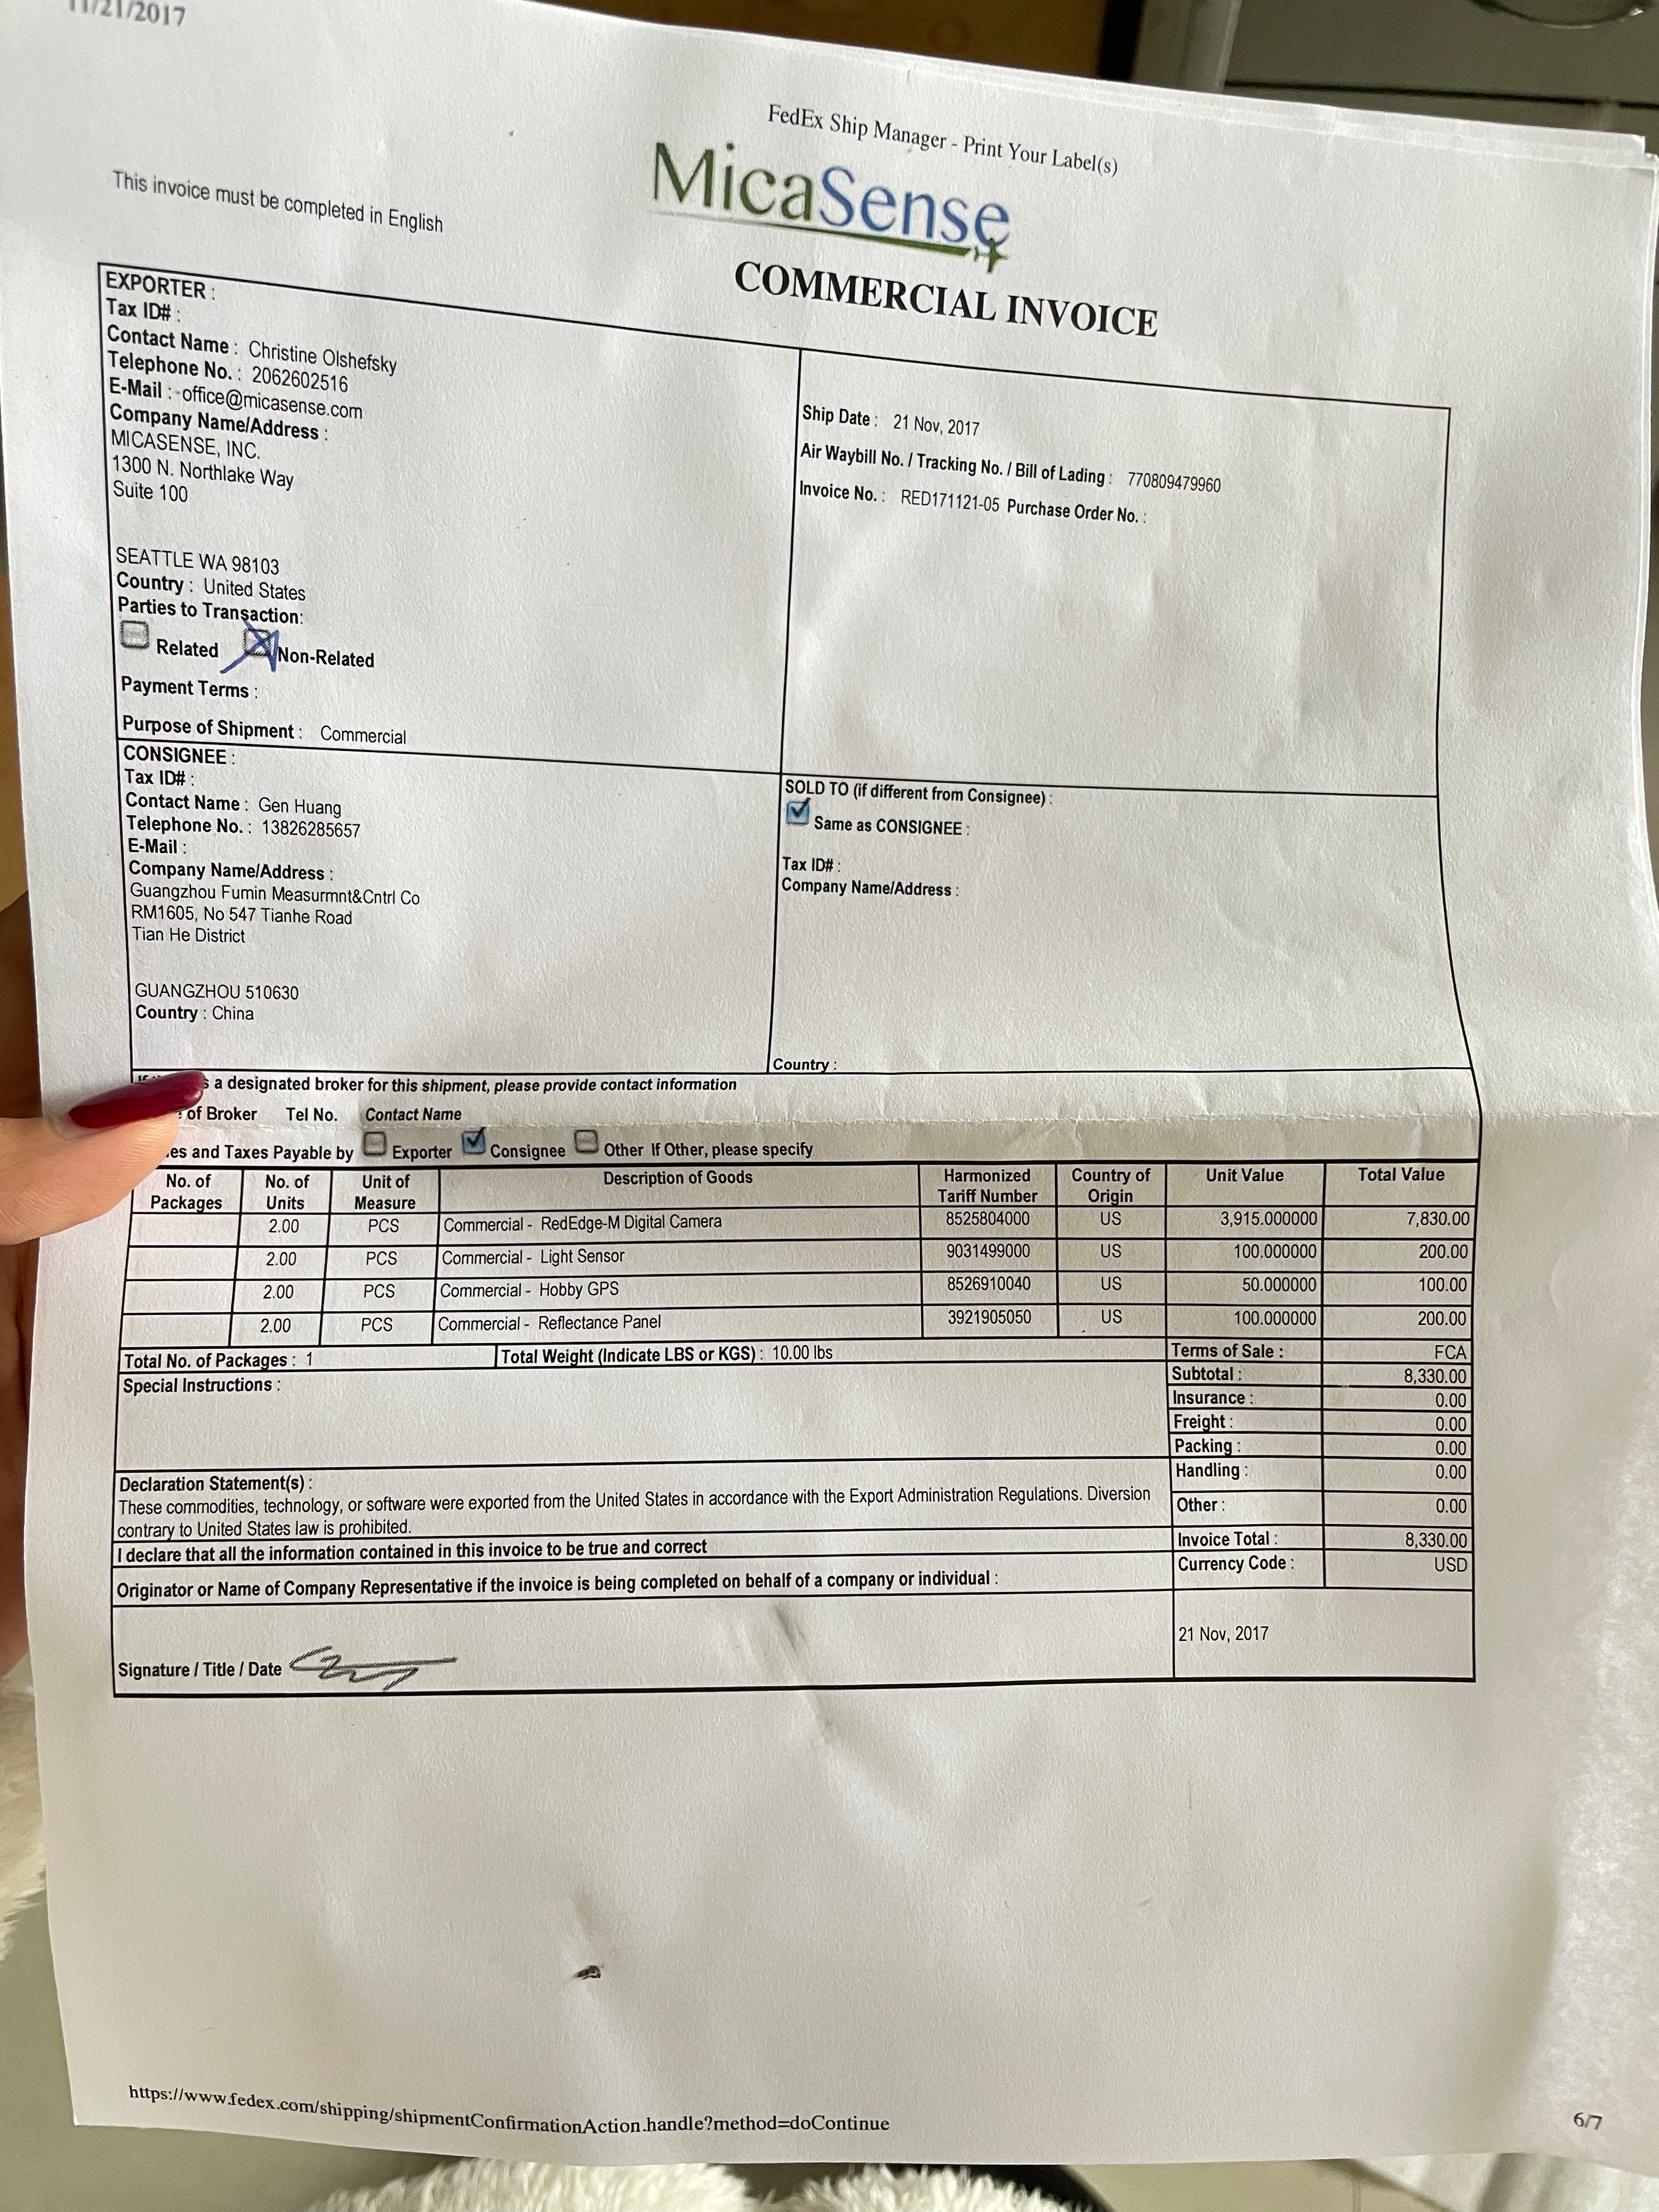 11/21/2017
FedEx Ship Manager - Print Your Label(s)
This invoice must be completed in English
MicaSense
COMMERCIAL INVOICE
EXPORTER :
Tax ID# :
Contact Name : Christine Olshefsky
Telephone No. : 2062602516
E-Mail : office@micasense.com
Company Name/Address :
MICASENSE, INC.
1300 N. Northlake Way
Suite 100
SEATTLE WA 98103
Country : United States
Parties to Transaction:
Related Non-Related
Payment Terms :
Purpose of Shipment : Commercial
Ship Date : 21 Nov, 2017
Air Waybill No. / Tracking No. / Bill of Lading : 770809479960
Invoice No. : RED171121-05 Purchase Order No. :
CONSIGNEE :
Tax ID# :
Contact Name : Gen Huang
Telephone No. : 13826285657
E-Mail :
Company Name/Address :
Guangzhou Fumin Measurmnt&Cntrl Co
RM1605, No 547 Tianhe Road
Tian He District
GUANGZHOU 510630
Country : China
SOLD TO (if different from Consignee) :
Same as CONSIGNEE :
Tax ID# :
Company Name/Address :
Country :
a designated broker for this shipment, please provide contact information
of Broker Tel No. Contact Name
and Taxes Payable by Exporter Consignee Other If Other, please specify
No. of Packages No. of Units Unit of Measure Description of Goods Harmonized Tariff Number Country of Origin Unit Value Total Value
2.00 PCS Commercial - RedEdge-M Digital Camera 8525804000 US 3,915.000000 7,830.00
2.00 PCS Commercial - Light Sensor 9031499000 US 100.000000 200.00
2.00 PCS Commercial - Hobby GPS 8526910040 US 50.000000 100.00
2.00 PCS Commercial - Reflectance Panel 3921905050 US 100.000000 200.00
Total No. of Packages : 1 Total Weight (Indicate LBS or KGS) : 10.00 lbs
Terms of Sale : FCA
Special Instructions :
Subtotal : 8,330.00
Insurance : 0.00
Freight : 0.00
Packing : 0.00
Handling : 0.00
Other : 0.00
Invoice Total : 8,330.00
Currency Code : USD
Declaration Statement(s) :
These commodities, technology, or software were exported from the United States in accordance with the Export Administration Regulations. Diversion
contrary to United States law is prohibited.
I declare that all the information contained in this invoice to be true and correct
Originator or Name of Company Representative if the invoice is being completed on behalf of a company or individual :
Signature / Title / Date
21 Nov, 2017
https://www.fedex.com/shipping/shipmentConfirmationAction.handle?method=doContinue
6/7